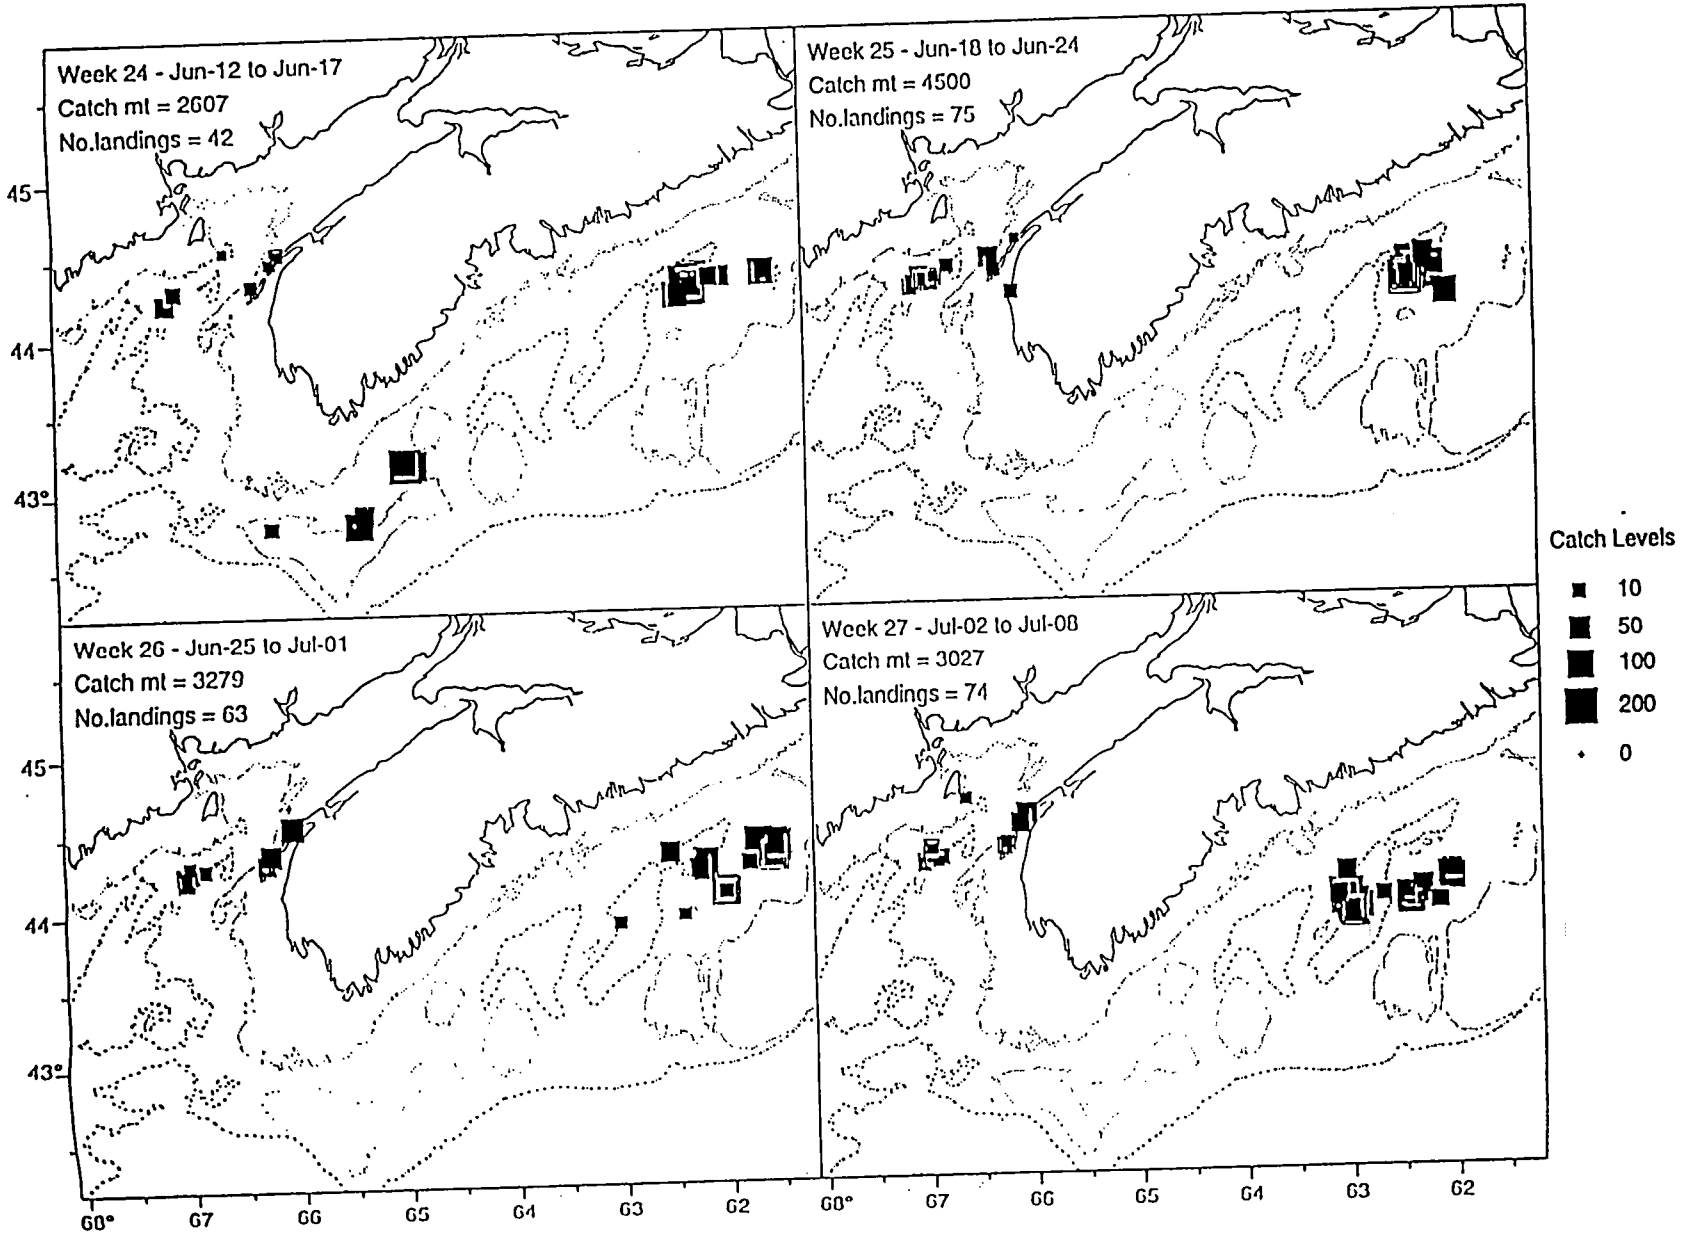 Week 24 - Jun-12 to Jun-17
Catch mt = 2607
No.landings = 42
Week 25 - Jun-18 to Jun-24
Catch mt = 4500
No.landings = 75
45
44
43°
Catch Levels
10
50
100
200
0
Week 26 - Jun-25 to Jul-01
Catch mt = 3279
No.landings = 63
Week 27 - Jul-02 to Jul-08
Catch mt = 3027
No.landings = 74
45
44
43°
68° 67 66 65 64 63 62 68° 67 66 65 64 63 62